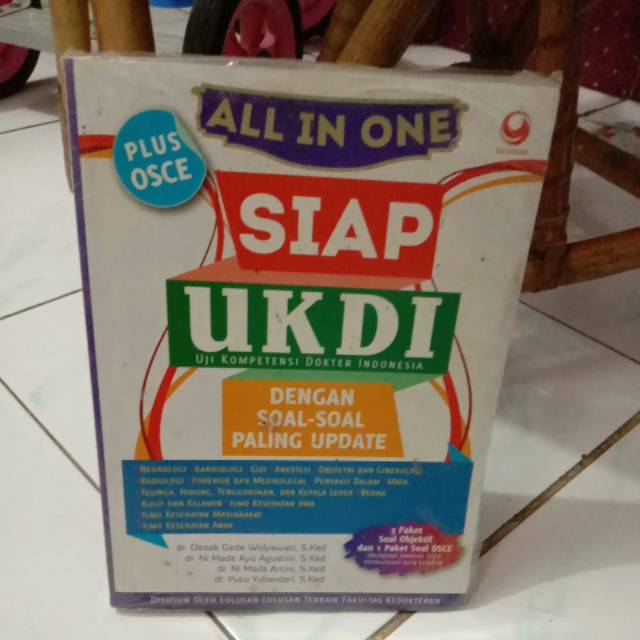 ALL IN ONE
PLUS
OSCE
SIAP
UKDI
UJI KOMPETENSI DOKTER INDONESIA
DENGAN
SOAL-SOAL
PALING UPDATE
Neurologi · Kardiologi · Gizi · Anestesi · Obstetri dan Ginekologi
Radiologi · Forensik dan Medikolegal · Penyakit Dalam · Mata
Telinga, Hidung, Tenggorokan, dan Kepala Leher · Bedah
Kulit dan Kelamin · Ilmu Kesehatan Jiwa
Ilmu Kesehatan Masyarakat
Ilmu Kesehatan Anak
dr. Desak Gede Widyawati, S.Ked
dr. Ni Made Ayu Agustini, S.Ked
dr. Ni Made Artini, S.Ked
dr. Putu Yuliandari, S.Ked
Paket
Soal Objektif
dan 1 Paket Soal OSCE
Disusun Oleh Lulusan-Lulusan Terbaik Fakultas Kedokteran